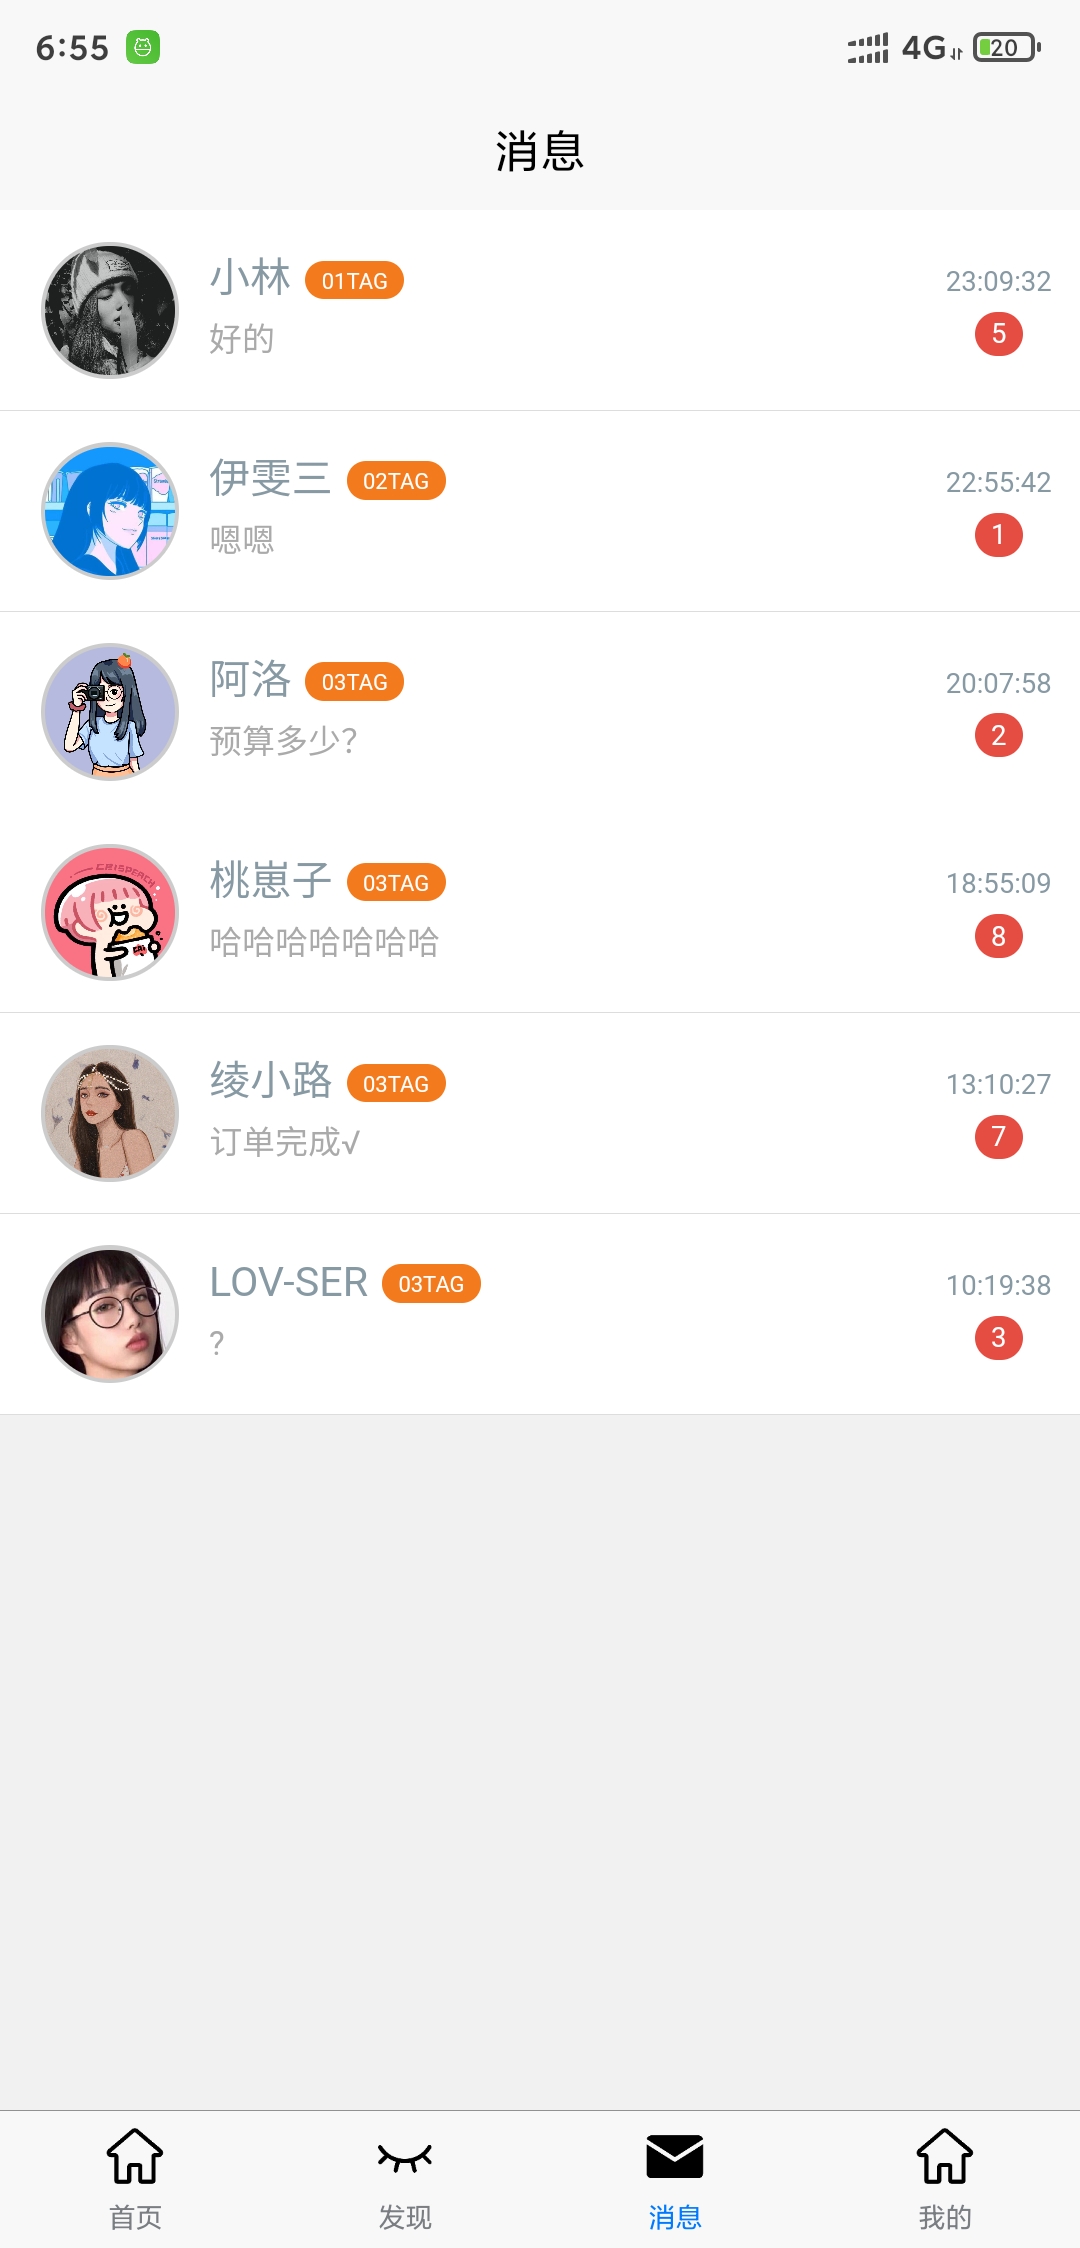 6:55 4G 20
消息
小林 01TAG 23:09:32
好的 5
伊雯三 02TAG 22:55:42
嗯嗯 1
阿洛 03TAG 20:07:58
预算多少? 2
CRISPEACH
桃崽子 03TAG 18:55:09
哈哈哈哈哈哈哈 8
绫小路 03TAG 13:10:27
订单完成√ 7
LOV-SER 03TAG 10:19:38
? 3
首页 发现 消息 我的